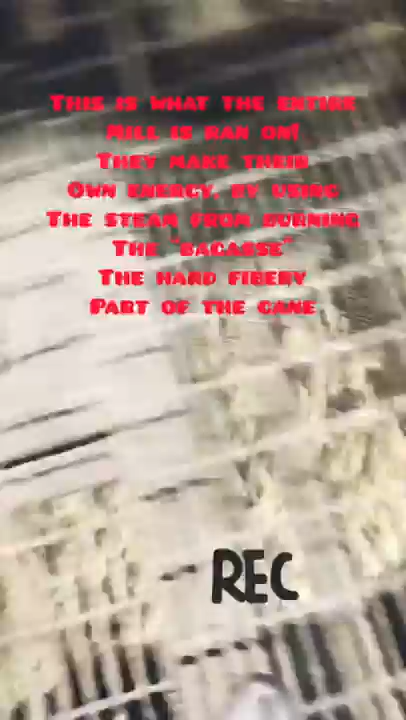 This is what the entire
Mill is ran on!
They make their
Own energy, by using
The steam from burning
The "bagasse"
The hard fibery
Part of the cane
REC